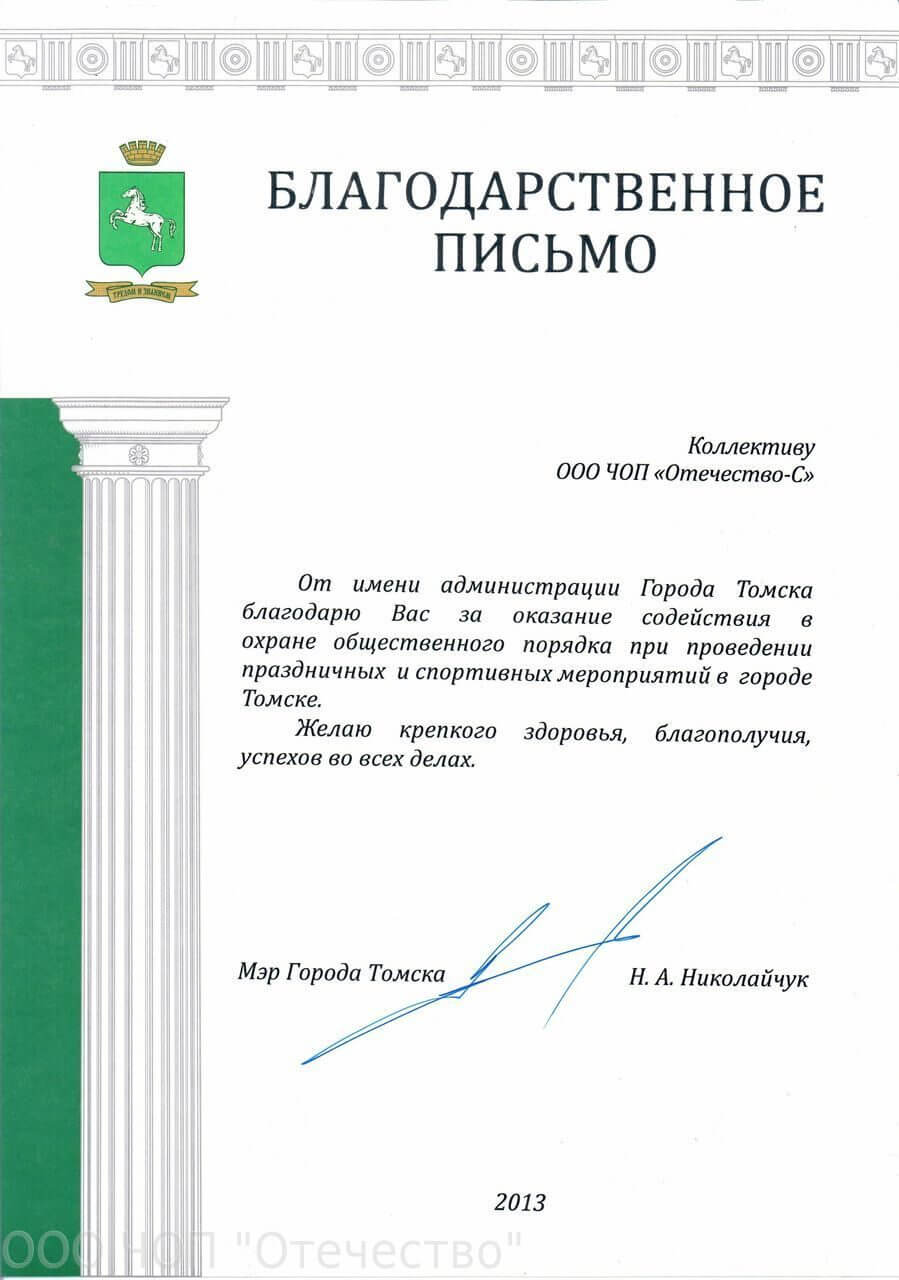 БЛАГОДАРСТВЕННОЕ
ПИСЬМО
ТРУДОМ И ЗНАНИЕМ
Коллективу
ООО ЧОП «Отечество-С»
От имени администрации Города Томска
благодарю Вас за оказание содействия в
охране общественного порядка при проведении
праздничных и спортивных мероприятий в городе
Томске.
Желаю крепкого здоровья, благополучия,
успехов во всех делах.
Мэр Города Томска Н. А. Николайчук
2013
ООО ЧОП "Отечество"